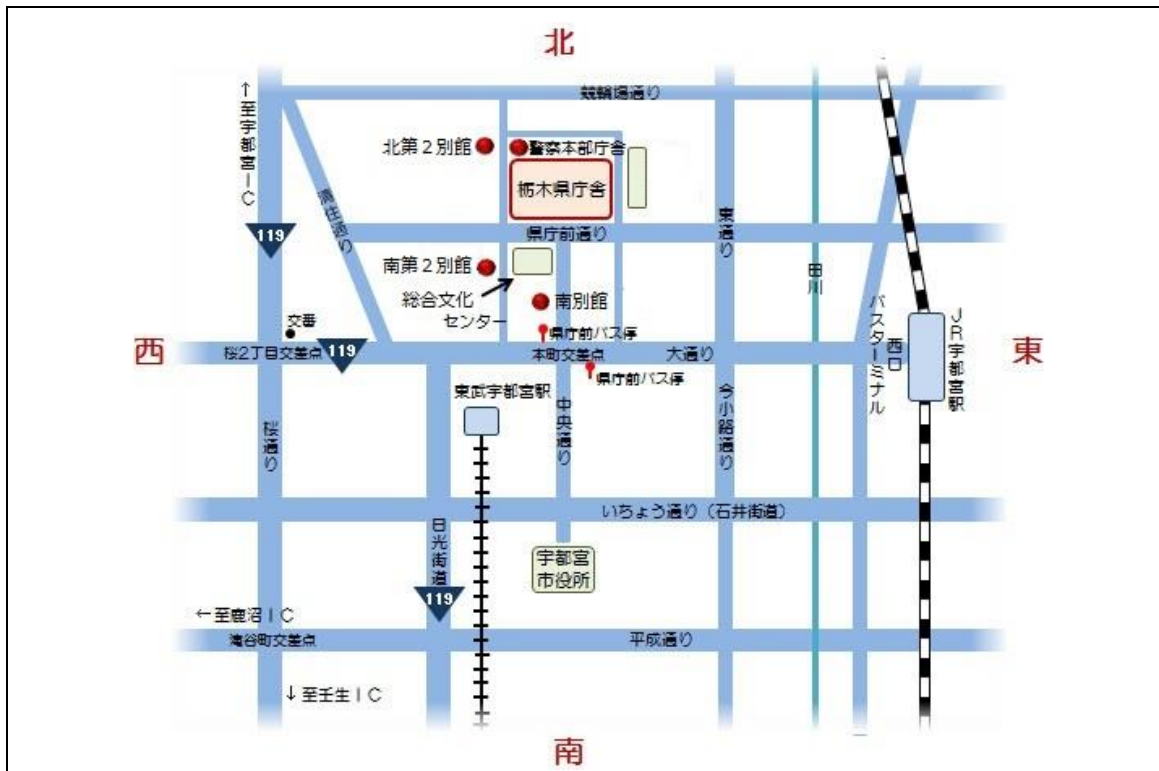 北
競輪場通り
↑至宇都宮IC
北第2別館
警察本部庁舎
栃木県庁舎
清住通り
119
県庁前通り
東通り
田川
南第2別館
総合文化
センター
南別館
県庁前バス停
交番
西
桜2丁目交差点
119
本町交差点
大通り
県庁前バス停
西口
バスターミナル
JR宇都宮駅
東
東武宇都宮駅
中央通り
今小路通り
桜通り
いちょう通り(石井街道)
日光街道
宇都宮
市役所
119
←至鹿沼IC
滝谷町交差点
平成通り
↓至壬生IC
南